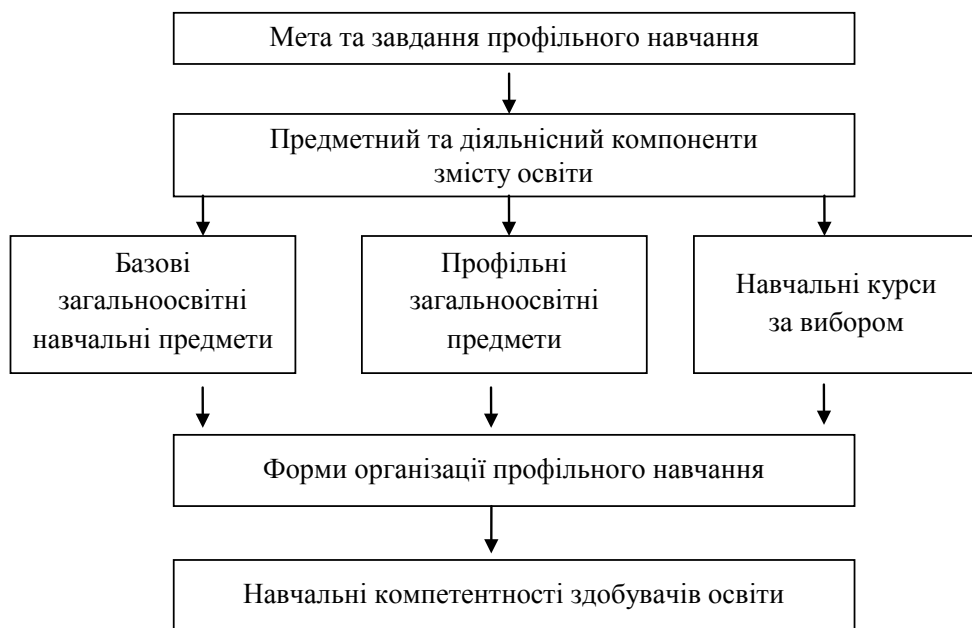 Мета та завдання профільного навчання
Предметний та діяльнісний компоненти
змісту освіти
Базові
загальноосвітні
навчальні предмети
Профільні
загальноосвітні
предмети
Навчальні курси
за вибором
Форми організації профільного навчання
Навчальні компетентності здобувачів освіти